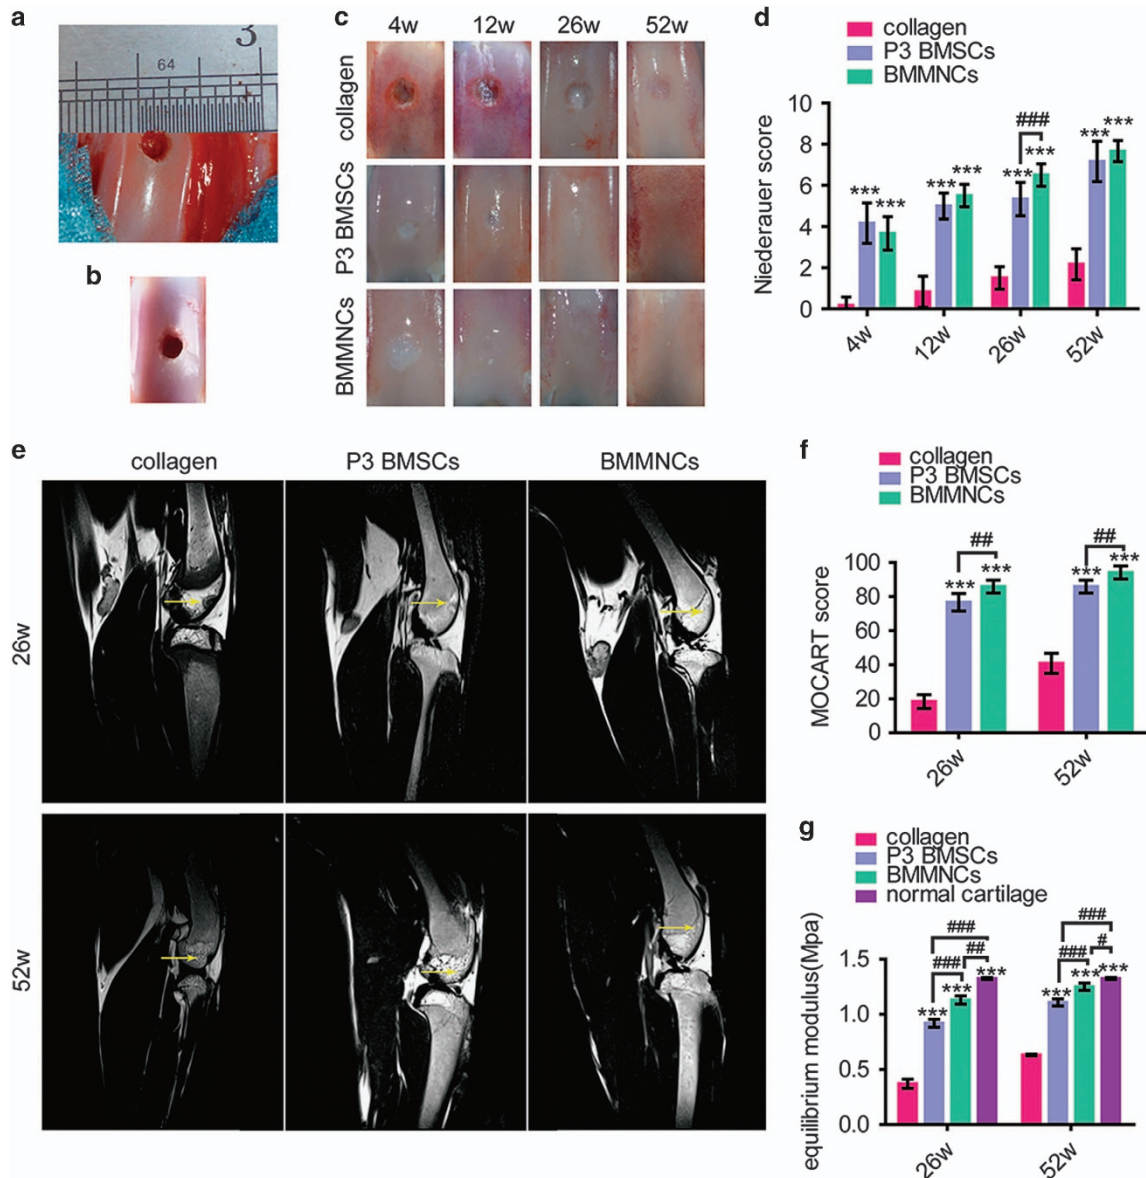 a
3
64
b
c
4w 12w 26w 52w
collagen
P3 BMSCs
BMMNCs
d
collagen
P3 BMSCs
BMMNCs
Niederauer score
10
8
6
4
2
0
*** *** *** *** *** *** *** ***
###
4w 12w 26w 52w
e
collagen P3 BMSCs BMMNCs
26w
52w
f
collagen
P3 BMSCs
BMMNCs
MOCART score
100
80
60
40
20
0
## ##
*** *** *** ***
26w 52w
g
collagen
P3 BMSCs
BMMNCs
normal cartilage
equilibrium modulus(Mpa)
1.5
1.0
0.5
0.0
### ###
## #
### ###
*** *** *** *** *** ***
26w 52w